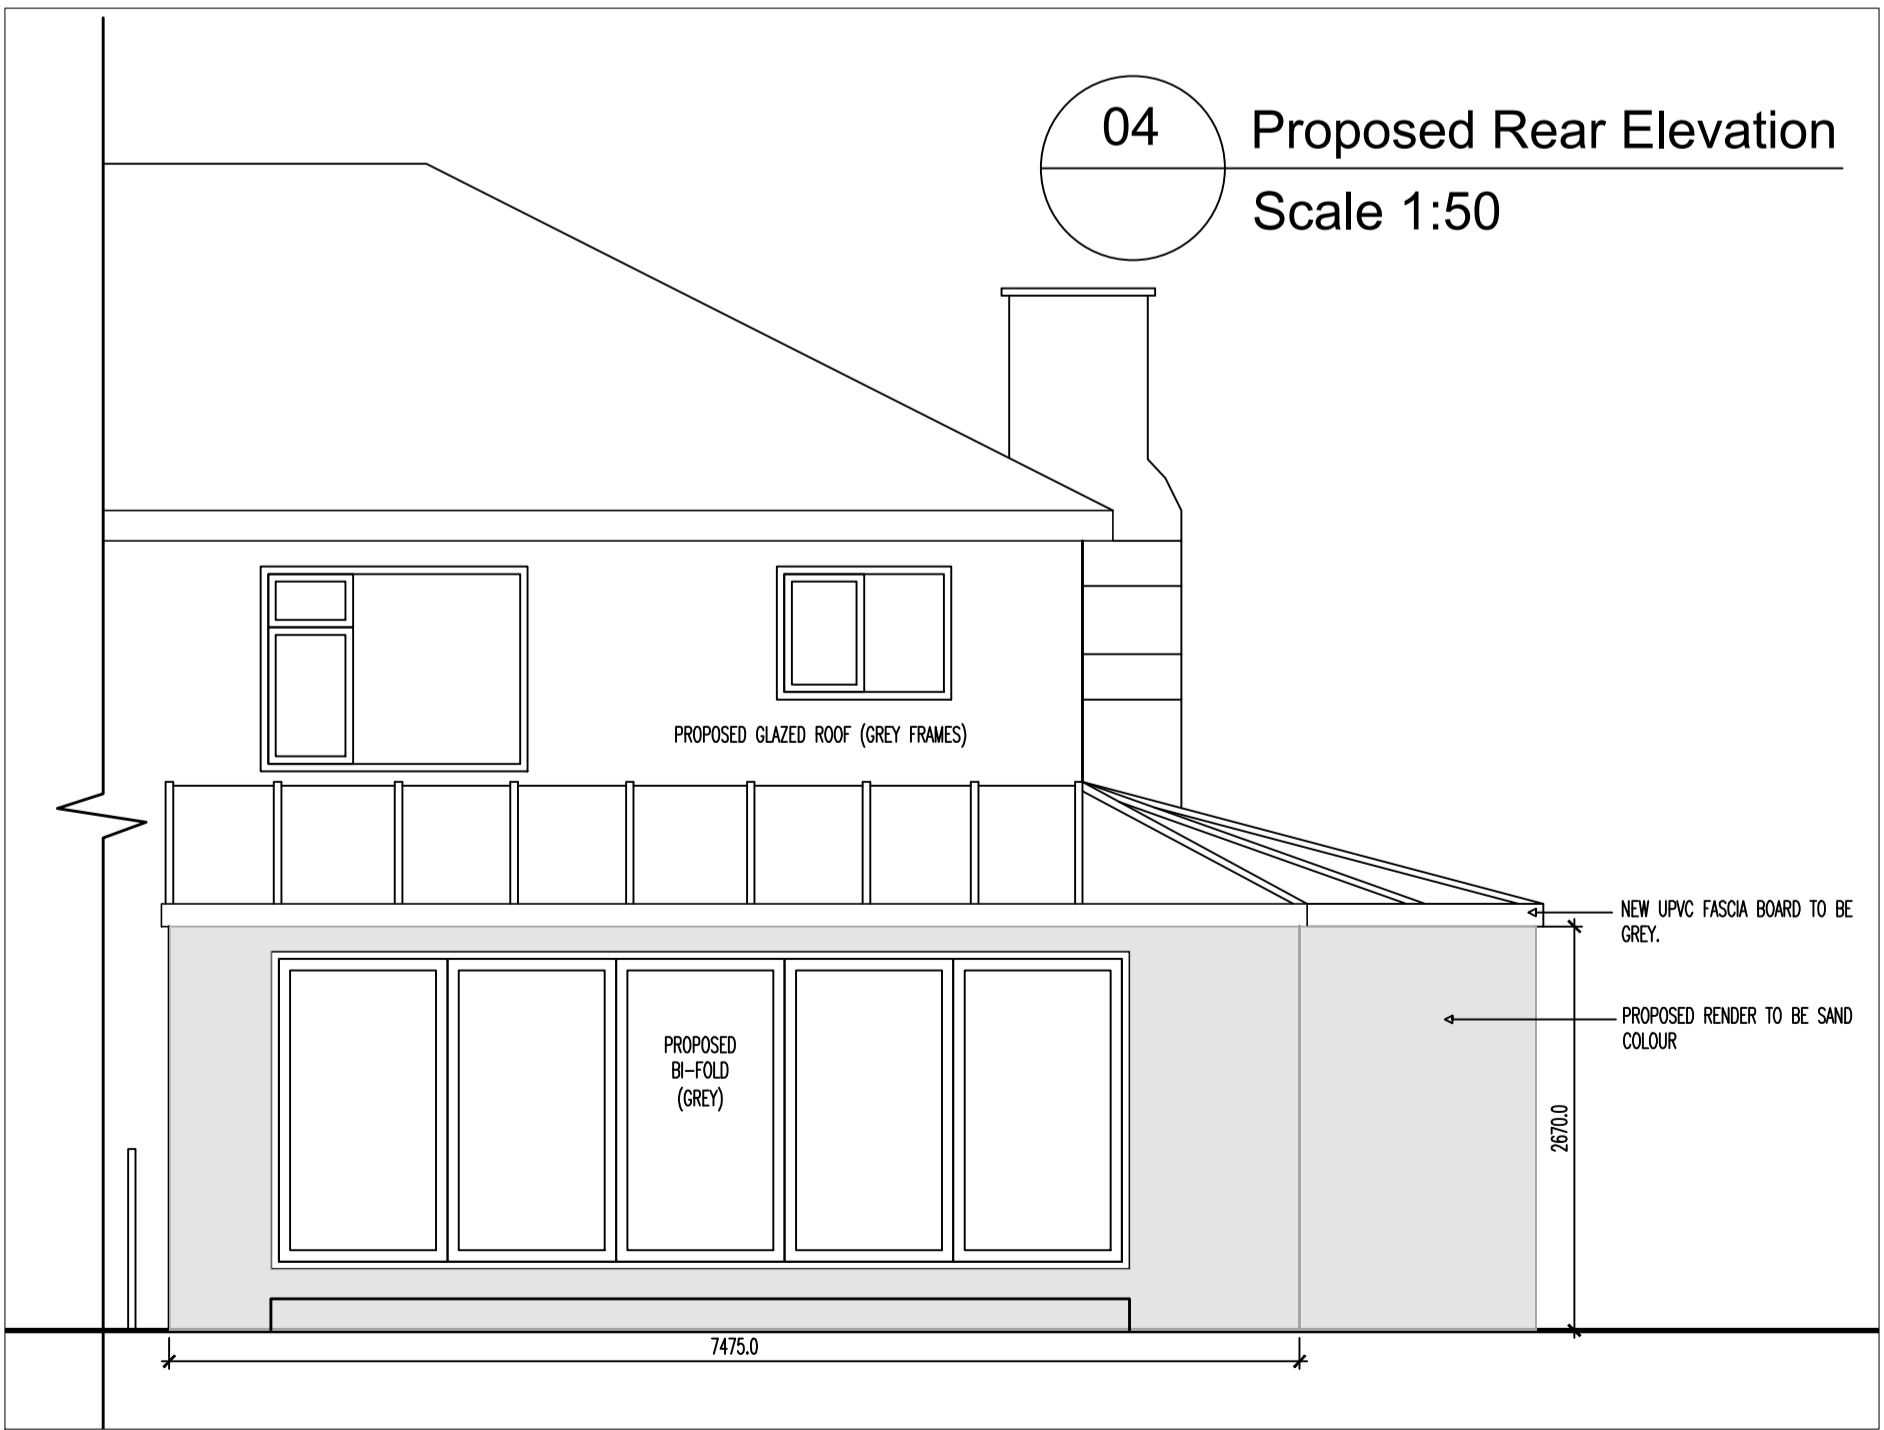 04
Proposed Rear Elevation
Scale 1:50
PROPOSED GLAZED ROOF (GREY FRAMES)
NEW UPVC FASCIA BOARD TO BE
GREY.
PROPOSED RENDER TO BE SAND
COLOUR
PROPOSED
BI-FOLD
(GREY)
2670.0
7475.0